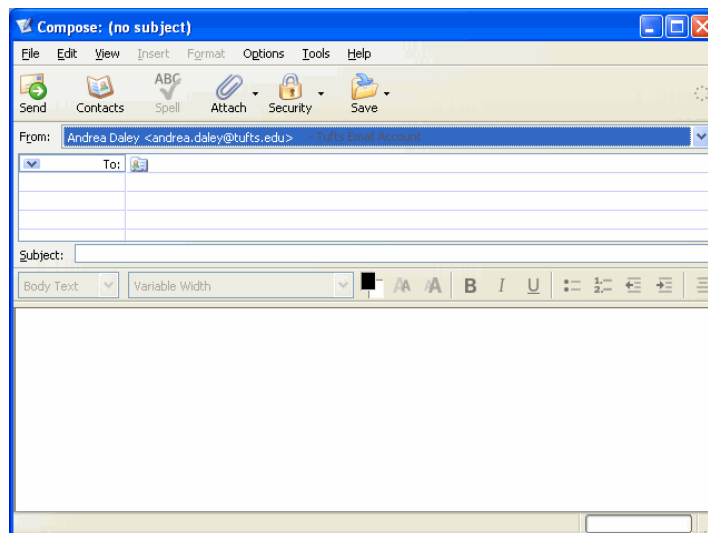 Compose: (no subject)
File Edit View Insert Format Options Tools Help
ABC
Send Contacts Spell Attach Security Save
From: Andrea Daley <andrea.daley@tufts.edu> - Tufts Email Account
To:
Subject:
Body Text Variable Width B I U